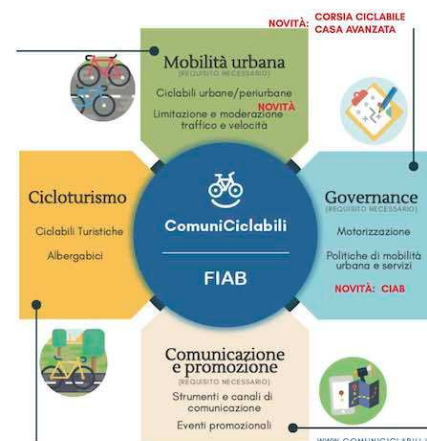 NOVITÀ: CORSIA CICLABILE
CASA AVANZATA
Mobilità urbana
(REQUISITO NECESSARIO)
Ciclabili urbane/periurbane
NOVITÀ
Limitazione e moderazione
traffico e velocità
Cicloturismo
Ciclabili Turistiche
Albergabici
ComuniCiclabili
FIAB
Governance
(REQUISITO NECESSARIO)
Motorizzazione
Politiche di mobilità
urbana e servizi
NOVITÀ: CIAB
Comunicazione
e promozione
(REQUISITO NECESSARIO)
Strumenti e canali di
comunicazione
Eventi promozionali